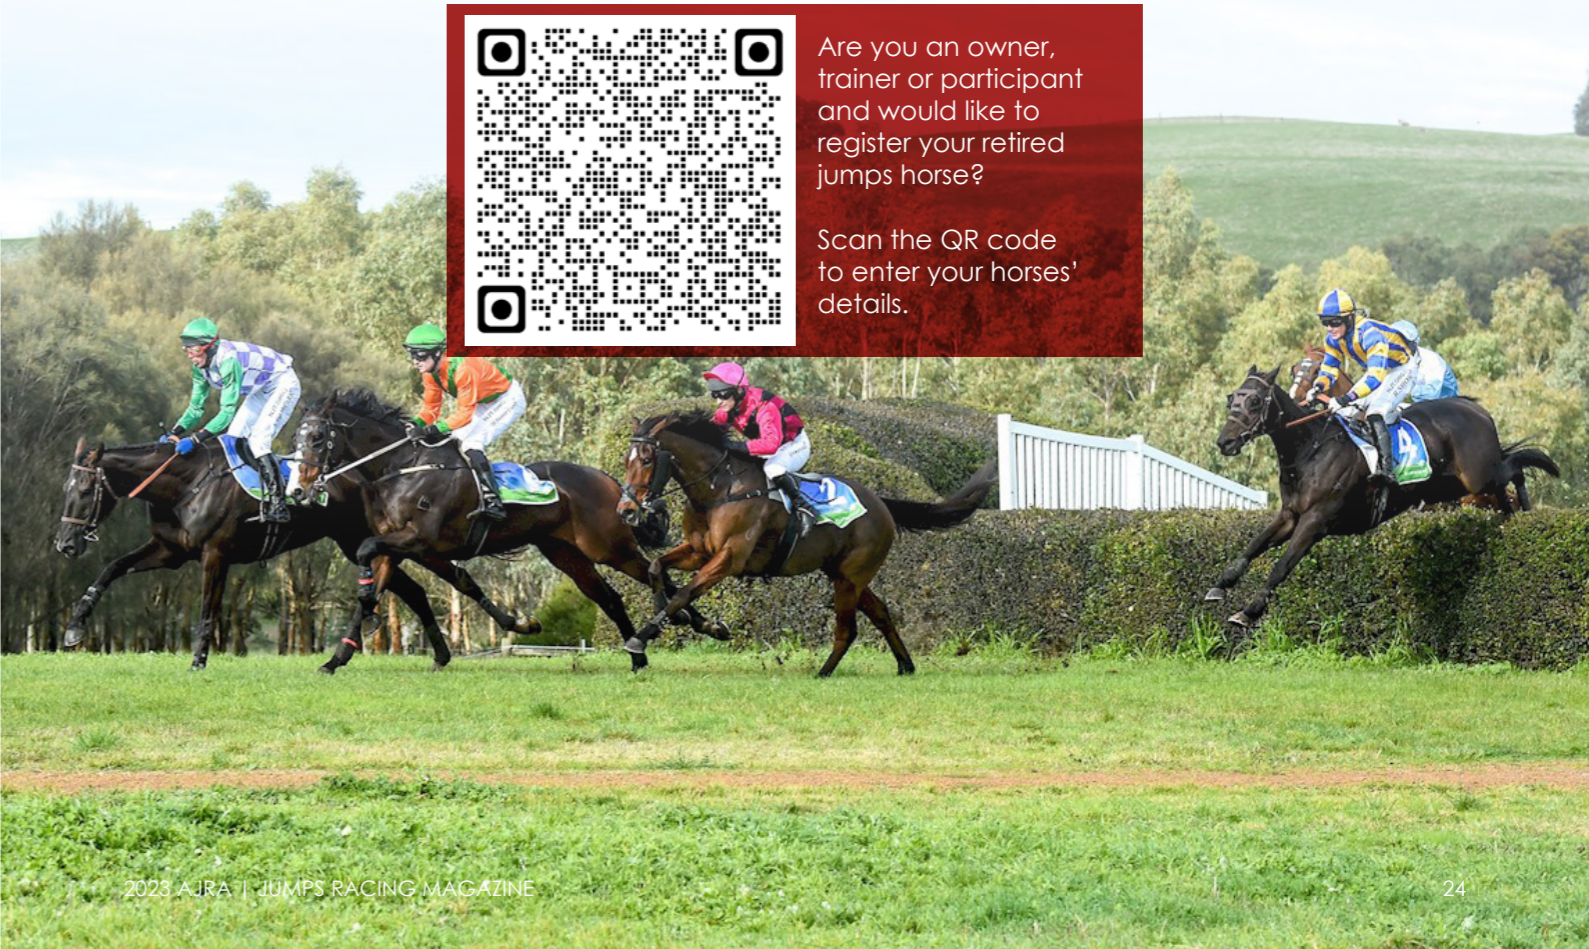 Are you an owner,
trainer or participant
and would like to
register your retired
jumps horse?
Scan the QR code
to enter your horses’
details.
4
2023 AJRA | JUMPS RACING MAGAZINE
24